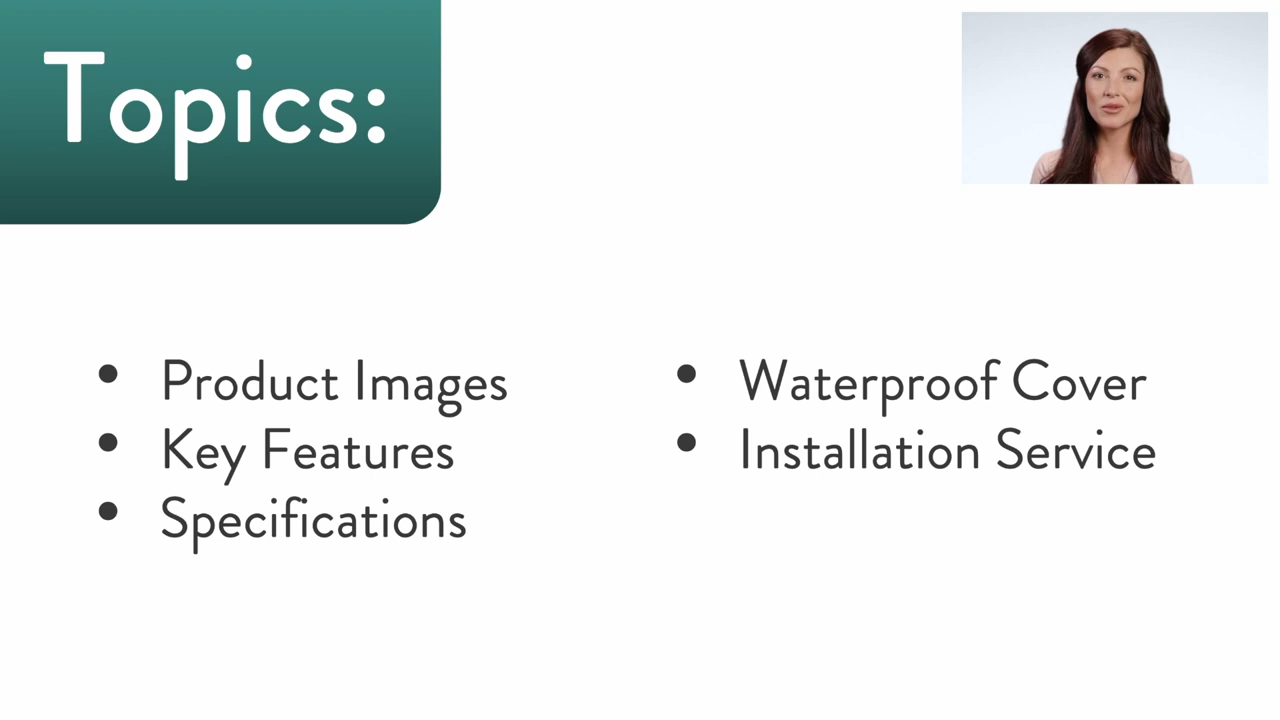 Topics:
• Product Images
• Key Features
• Specifications
• Waterproof Cover
• Installation Service